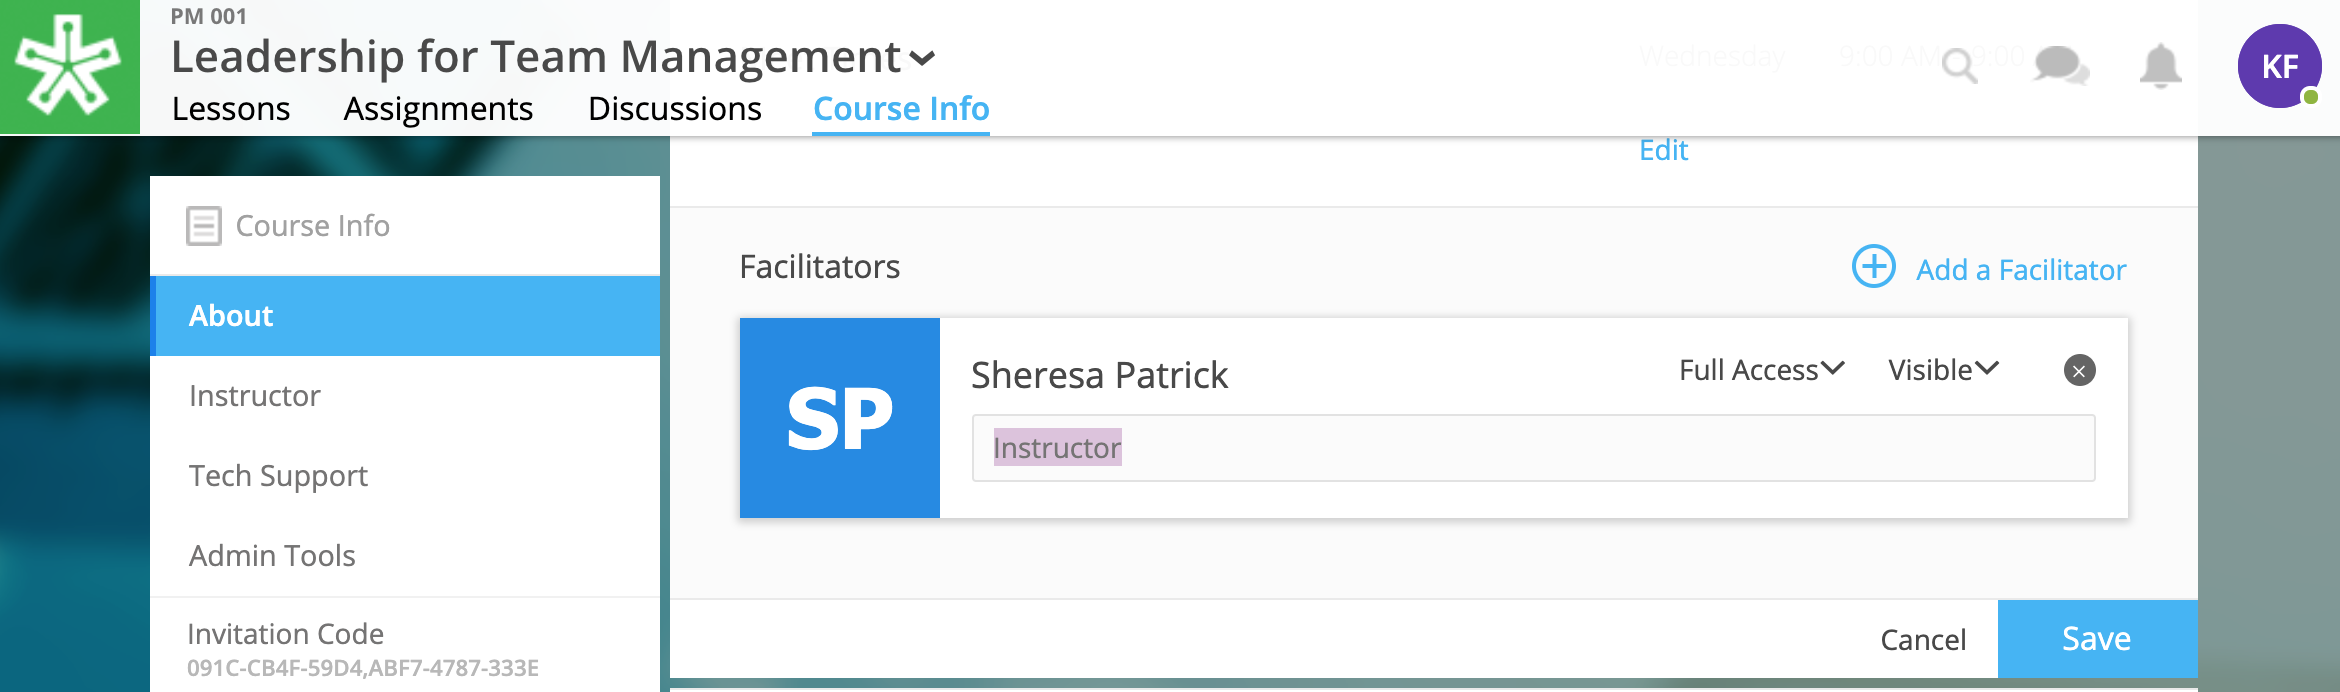 PM 001
Leadership for Team Management
Lessons Assignments Discussions Course Info
Wednesday 9:00 AM 9:00
KF
Edit
Course Info
About
Instructor
Tech Support
Admin Tools
Invitation Code
091C-CB4F-59D4,ABF7-4787-333E
Facilitators
Add a Facilitator
SP
Sheresa Patrick
Full Access
Visible
Instructor
Cancel
Save